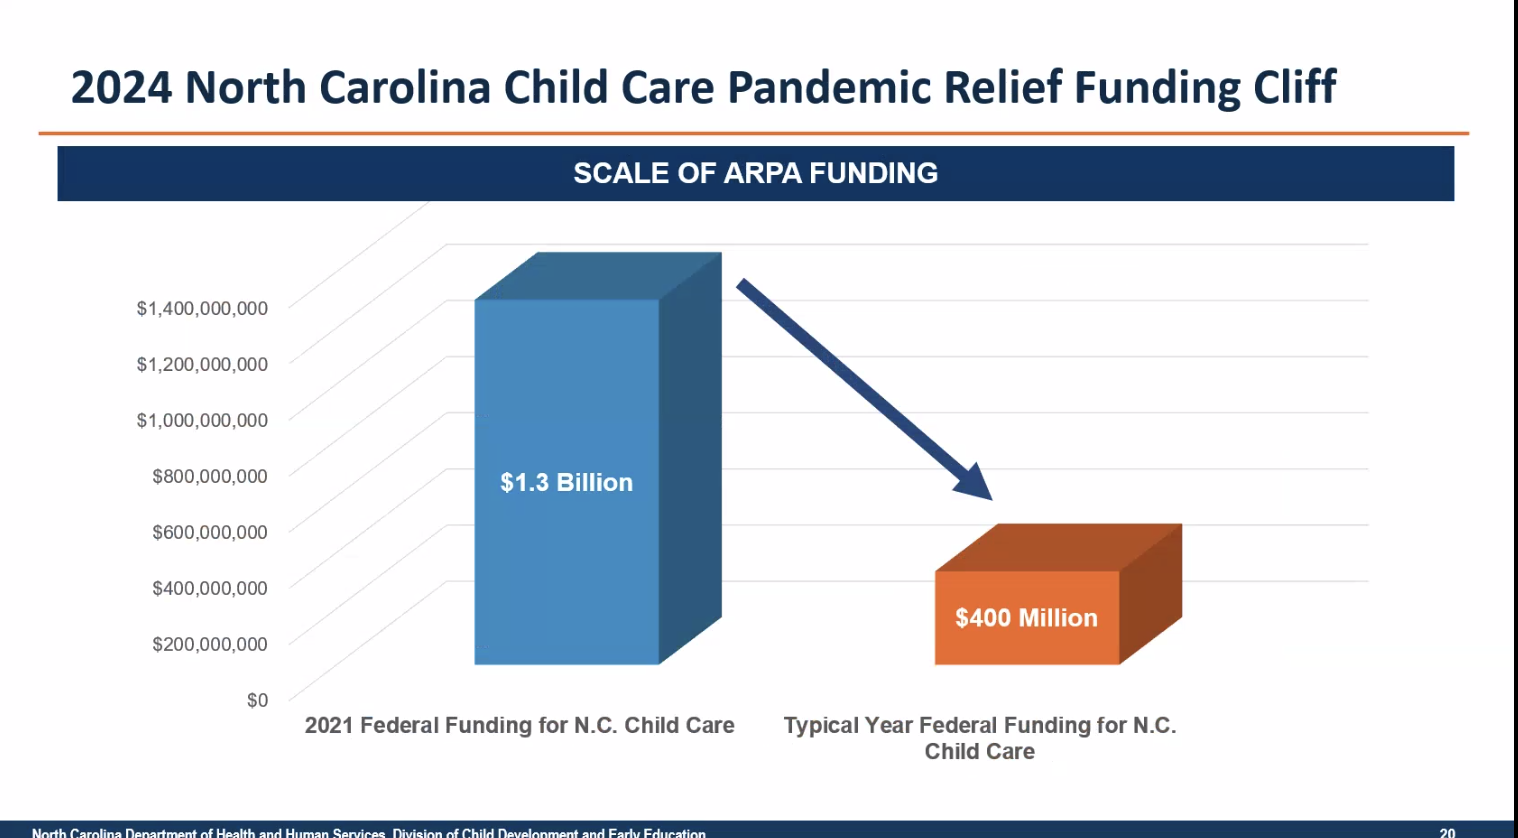 2024 North Carolina Child Care Pandemic Relief Funding Cliff
SCALE OF ARPA FUNDING
$1,400,000,000
$1,200,000,000
$1,000,000,000
$800,000,000
$600,000,000
$400,000,000
$200,000,000
$0
$1.3 Billion
$400 Million
2021 Federal Funding for N.C. Child Care
Typical Year Federal Funding for N.C.
Child Care
North Carolina Department of Health and Human Services, Division of Child Development and Early Education
20